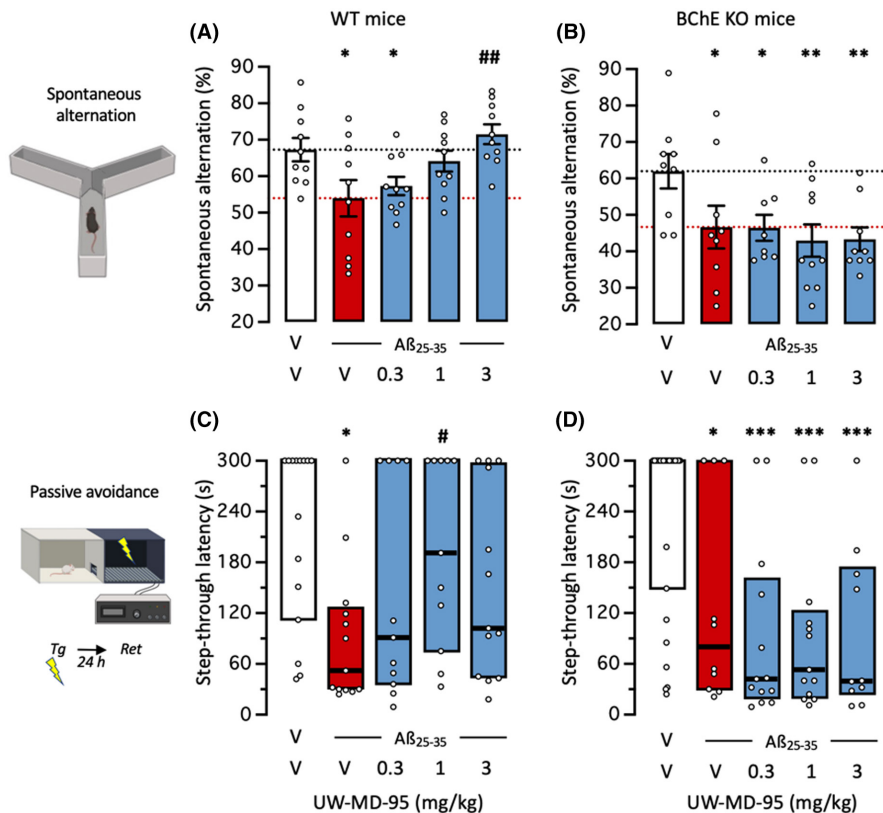 WT mice
BChE KO mice
Spontaneous
alternation
(A)
* * ##
Spontaneous alternation (%)
90
80
70
60
50
40
30
20
V Aß25-35
V V 0.3 1 3
(B)
* * ** **
Spontaneous alternation (%)
90
80
70
60
50
40
30
20
V Aß25-35
V V 0.3 1 3
Passive avoidance
Tg Ret
24 h
(C)
* #
Step-through latency (s)
300
240
180
120
60
0
V Aß25-35
V V 0.3 1 3
UW-MD-95 (mg/kg)
(D)
* *** *** ***
Step-through latency (s)
300
240
180
120
60
0
V Aß25-35
V V 0.3 1 3
UW-MD-95 (mg/kg)